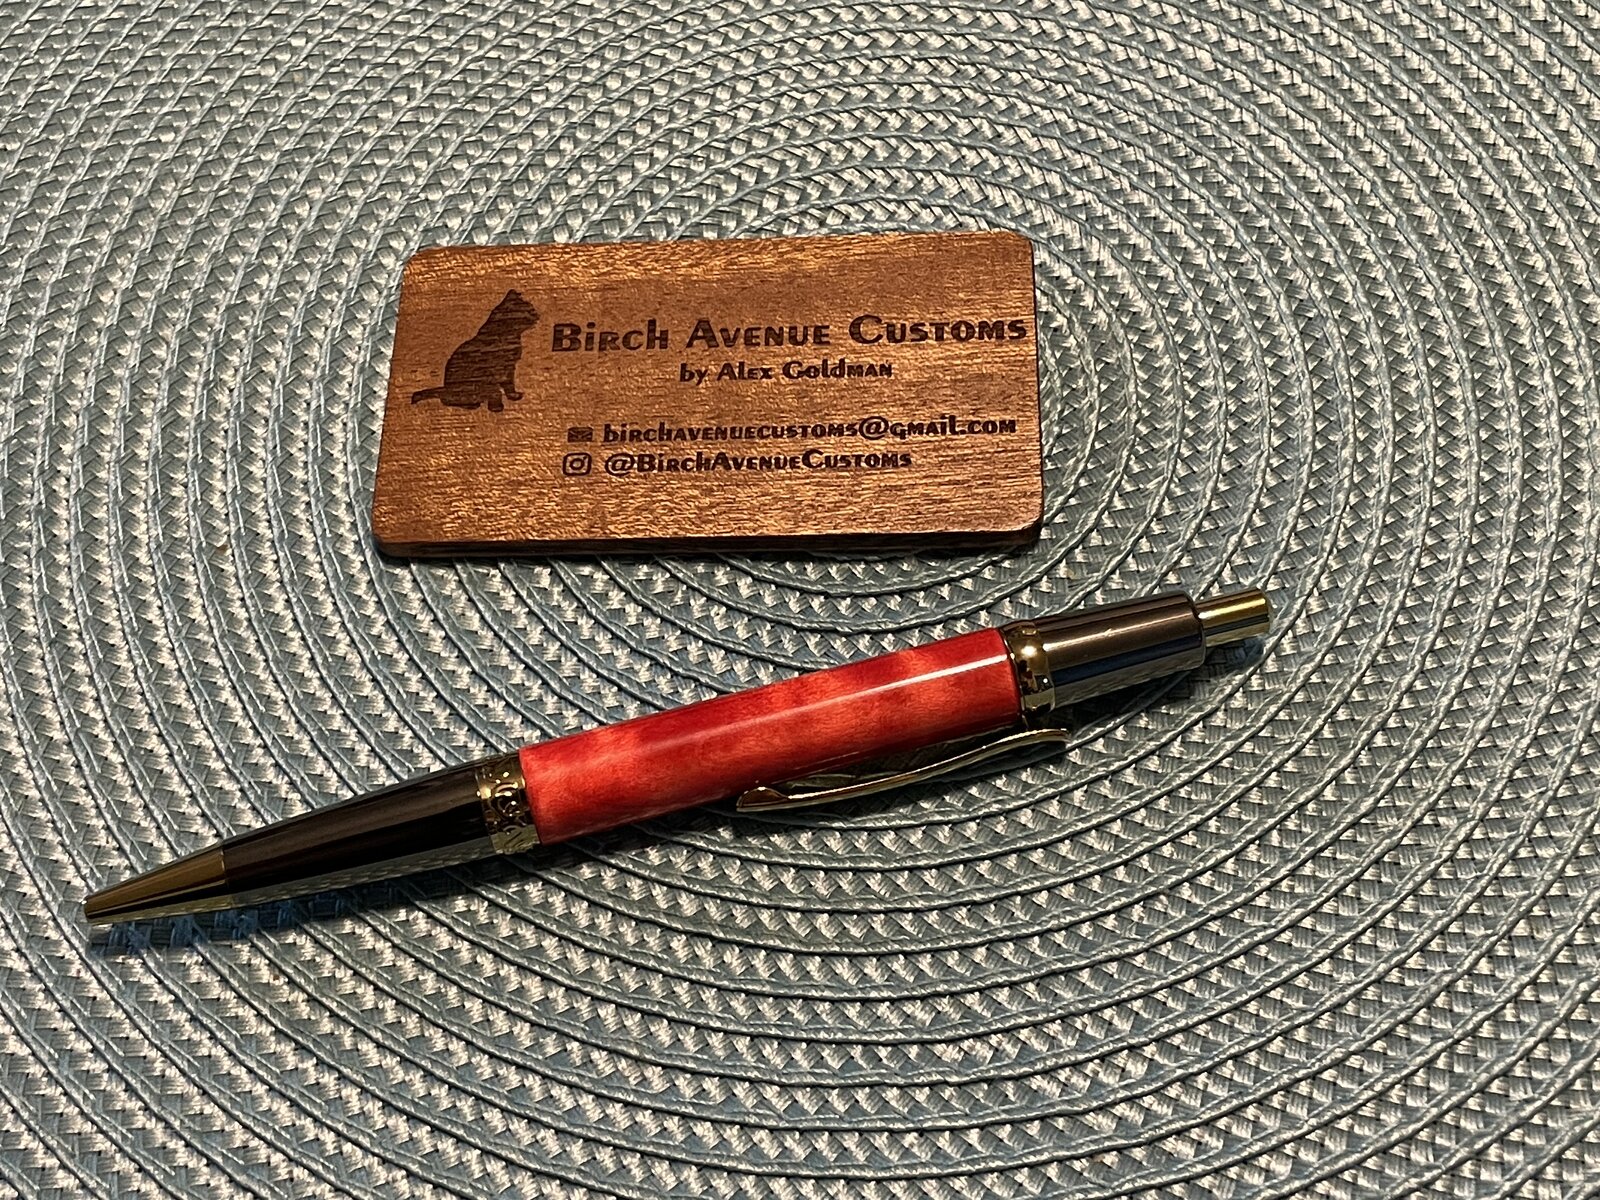 Birch Avenue Customs
by Alex Goldman
birchavenuecustoms@gmail.com
@BirchAvenueCustoms